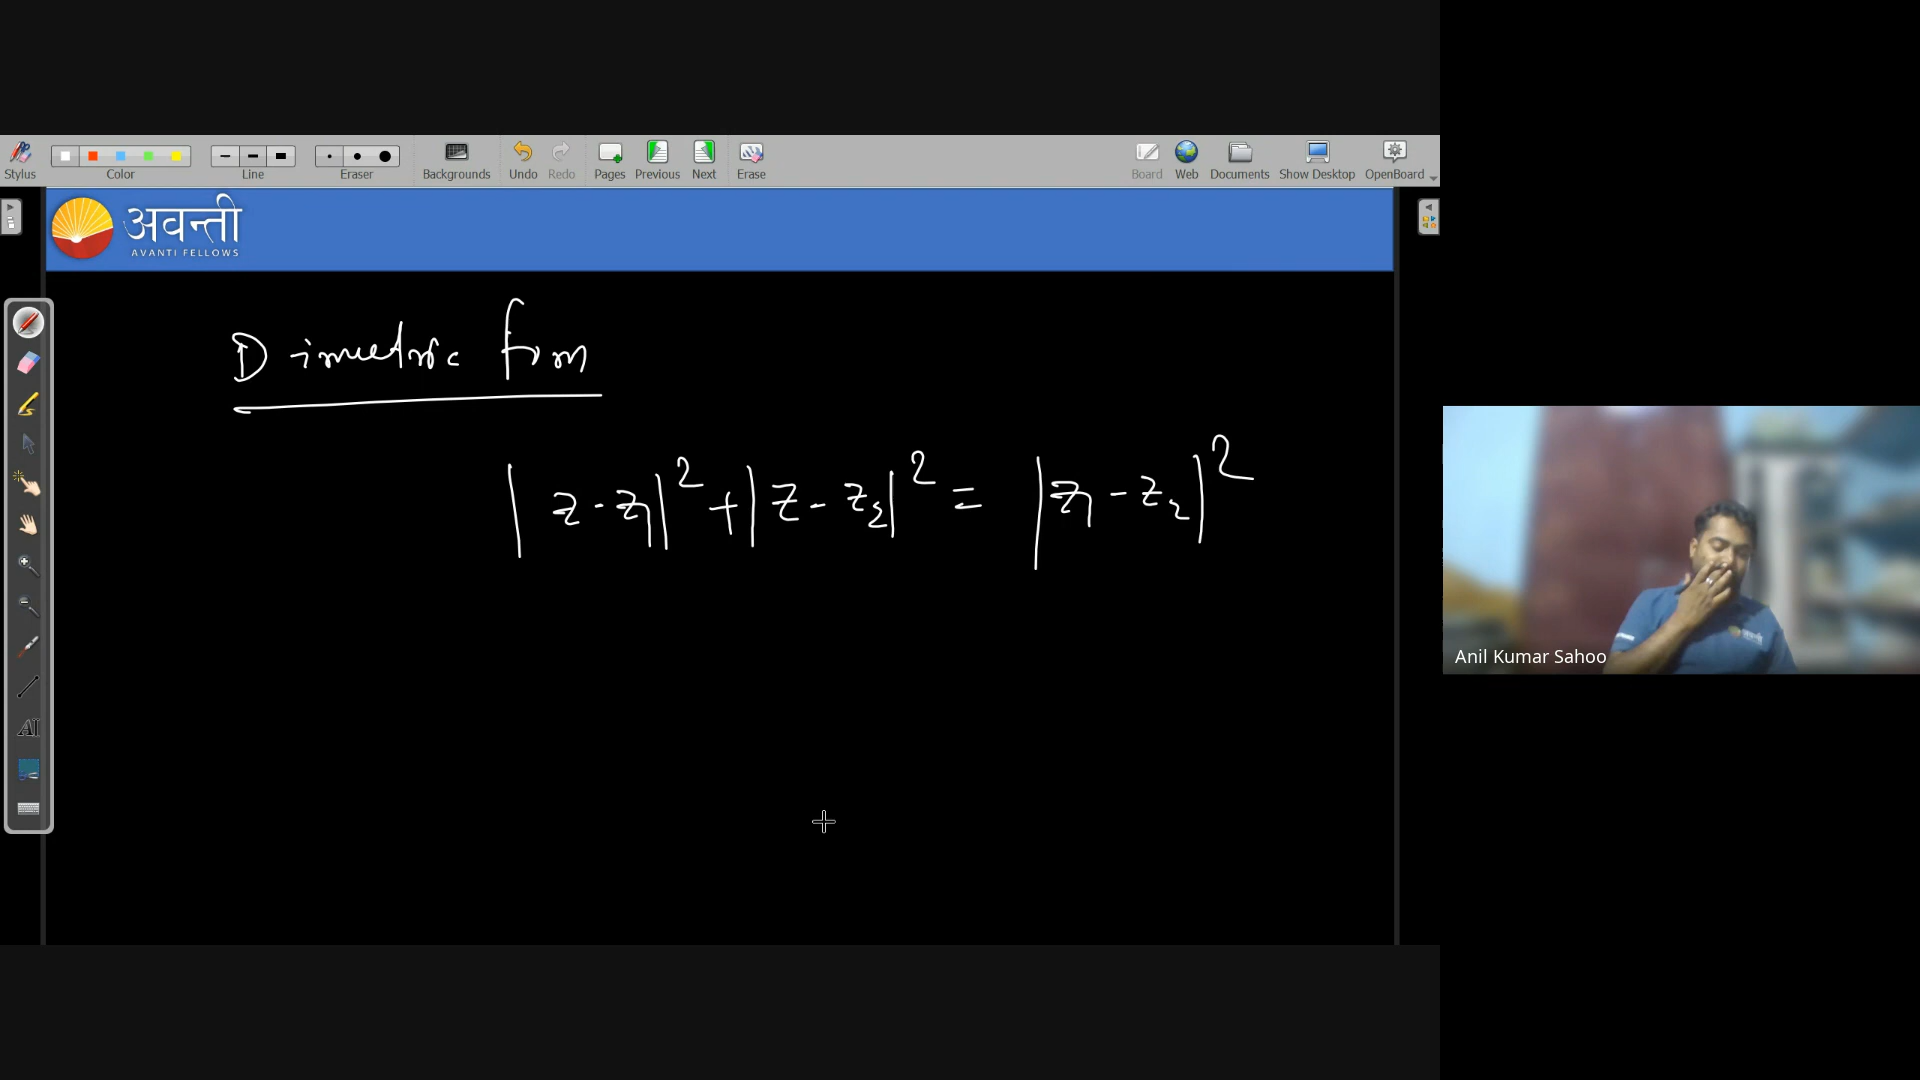 Stylus Color Line Eraser Backgrounds Undo Redo Pages Previous Next Erase Board Web Documents Show Desktop OpenBoard
अवन्ती
AVANTI FELLOWS
Dimetric form
|z - z₁|² + |z - z₂|² = |z₁ - z₂|²
Anil Kumar Sahoo